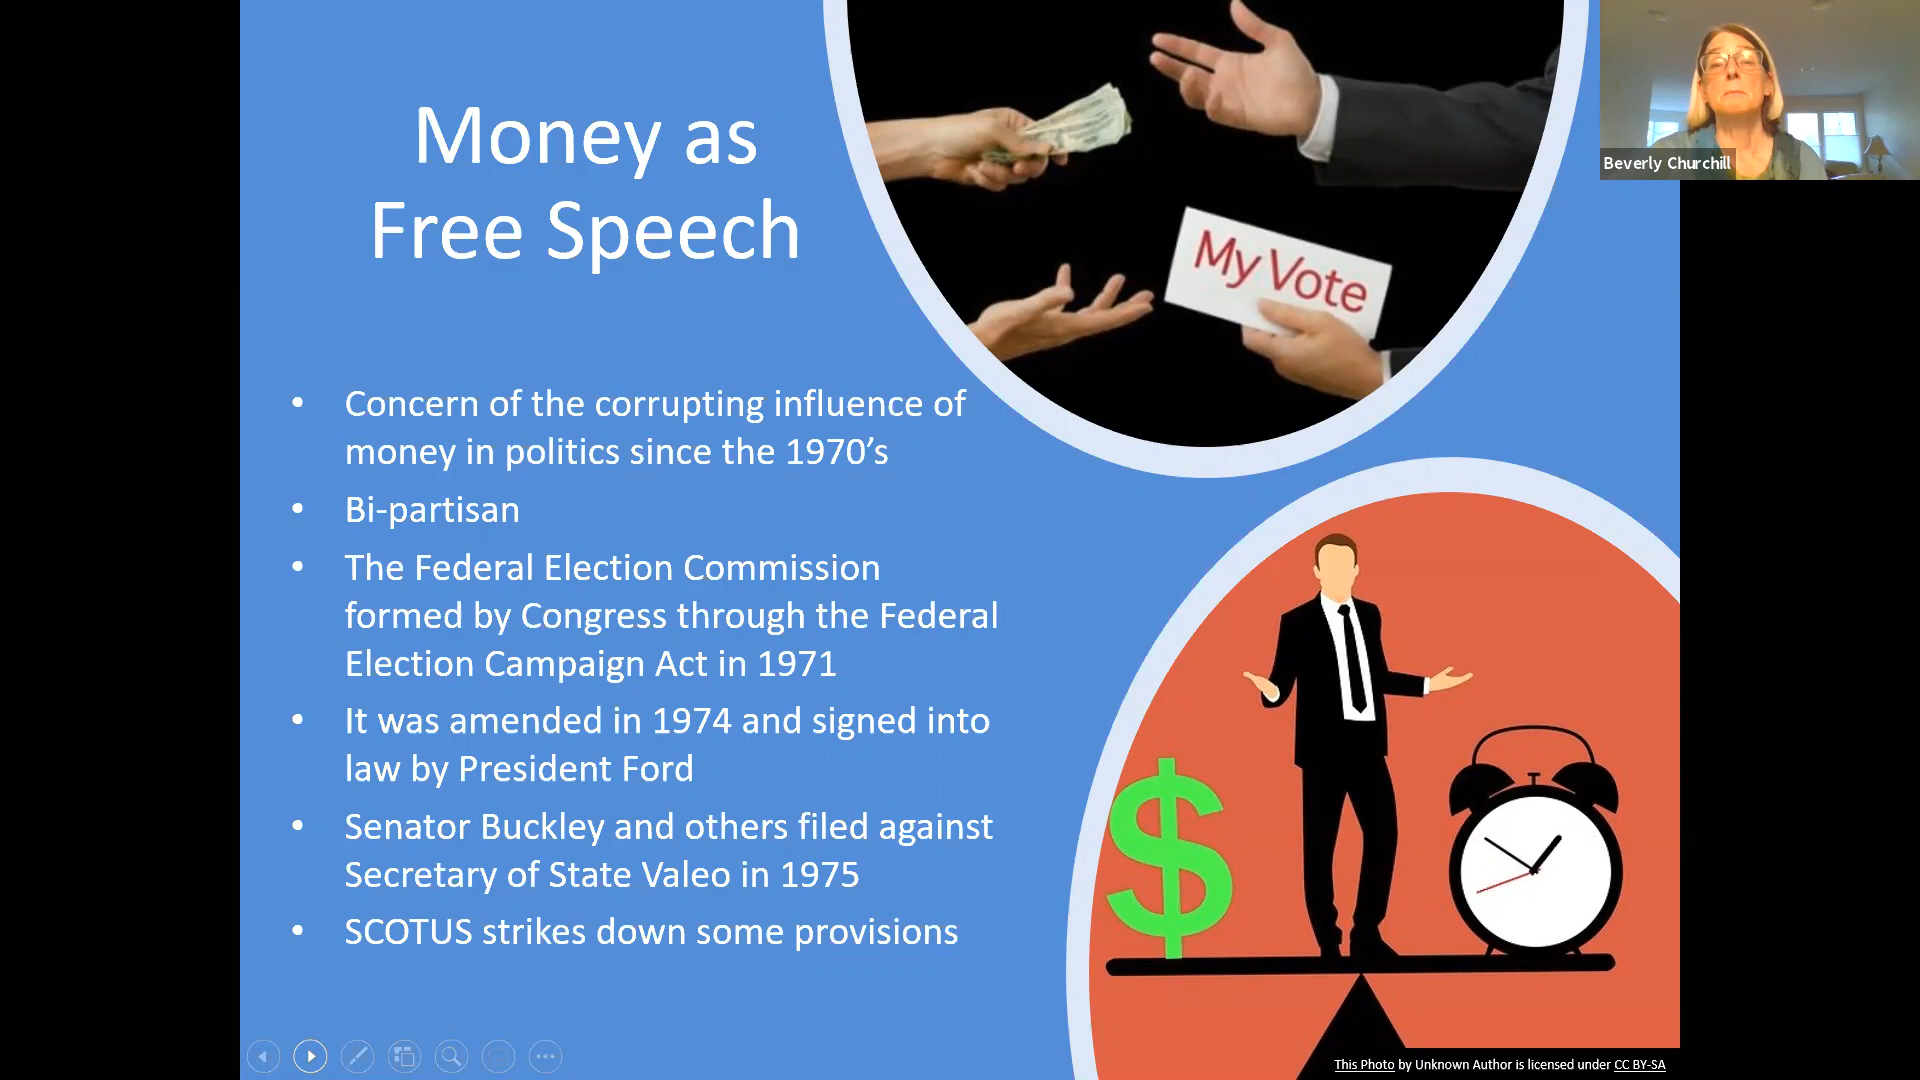 Money as
Free Speech
My Vote
Beverly Churchill
• Concern of the corrupting influence of
money in politics since the 1970’s
• Bi-partisan
• The Federal Election Commission
formed by Congress through the Federal
Election Campaign Act in 1971
• It was amended in 1974 and signed into
law by President Ford
• Senator Buckley and others filed against
Secretary of State Valeo in 1975
• SCOTUS strikes down some provisions
$
This Photo by Unknown Author is licensed under CC BY-SA